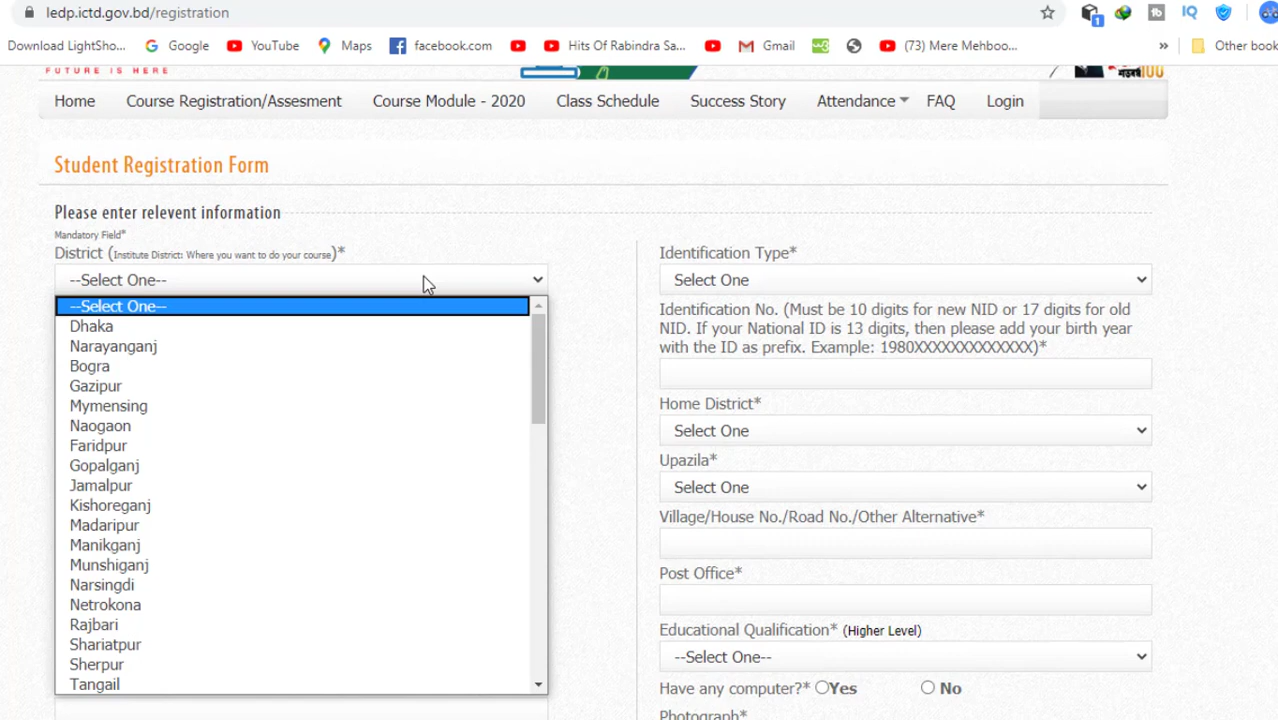 ledp.ictd.gov.bd/registration
1
Download LightSho...
Google
YouTube
Maps
facebook.com
Hits Of Rabindra Sa...
Gmail
(73) Mere Mehboo...
»
Other book
FUTURE IS HERE
শতবর্ষ 100
Home
Course Registration/Assesment
Course Module - 2020
Class Schedule
Success Story
Attendance
FAQ
Login
Student Registration Form
Please enter relevent information
Mandatory Field*
District (Institute District: Where you want to do your course)*
--Select One--
--Select One--
Dhaka
Narayanganj
Bogra
Gazipur
Mymensing
Naogaon
Faridpur
Gopalganj
Jamalpur
Kishoreganj
Madaripur
Manikganj
Munshiganj
Narsingdi
Netrokona
Rajbari
Shariatpur
Sherpur
Tangail
Identification Type*
Select One
Identification No. (Must be 10 digits for new NID or 17 digits for old
NID. If your National ID is 13 digits, then please add your birth year
with the ID as prefix. Example: 1980XXXXXXXXXXXXX)*
Home District*
Select One
Upazila*
Select One
Village/House No./Road No./Other Alternative*
Post Office*
Educational Qualification* (Higher Level)
--Select One--
Have any computer?* Yes No
Photograph*